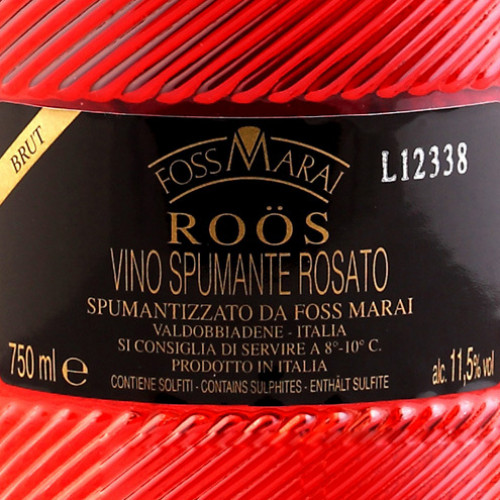 BRUT
FOSS MARAI
L12338
ROÖS
VINO SPUMANTE ROSATO
SPUMANTIZZATO DA FOSS MARAI
VALDOBBIADENE - ITALIA
SI CONSIGLIA DI SERVIRE A 8°-10° C.
PRODOTTO IN ITALIA
750 ml ℮
alc. 11,5% vol
CONTIENE SOLFITI - CONTAINS SULPHITES - ENTHÄLT SULFITE